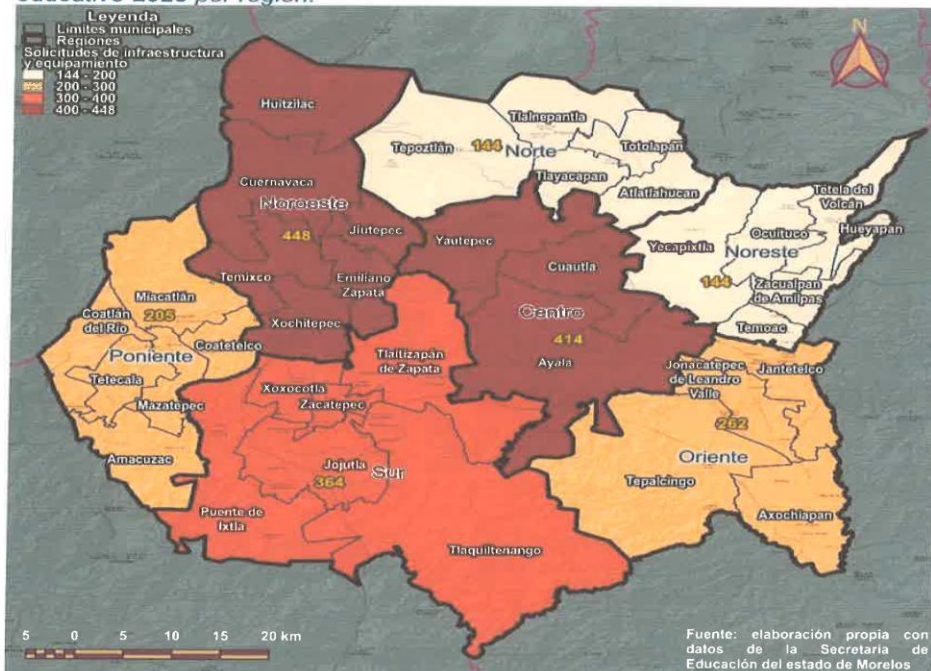 educativo 2025 por región.
Leyenda
Límites municipales
Regiones
Solicitudes de infraestructura
y equipamiento
144 - 200
200 - 300
300 - 400
400 - 448
N
Huitzilac
Tlalnepantla
Tepoztlán
144
Norte
Totolapan
Tlayacapan
Atlatlahucan
Tetela del
Volcán
Hueyapan
Cuernavaca
Noroeste
448
Jiutepec
Yautepec
Yecapixtla
Ocuituco
Noreste
144
Zacualpan
de Amilpas
Temoac
Temixco
Emiliano
Zapata
Cuautla
Centro
414
Ayala
Xochitepec
Miacatlán
205
Coatlán
del Río
Coatetelco
Poniente
Tetecala
Mazatepec
Amacuzac
Tlaltizapán
de Zapata
Xoxocotla
Zacatepec
Jojutla
Sur
364
Puente de
Ixtla
Tlaquiltenango
Jonacatepec
de Leandro
Valle
Jantetelco
262
Oriente
Tepalcingo
Axochiapan
5 0 5 10 15 20 km
Fuente: elaboración propia con
datos de la Secretaría de
Educación del estado de Morelos